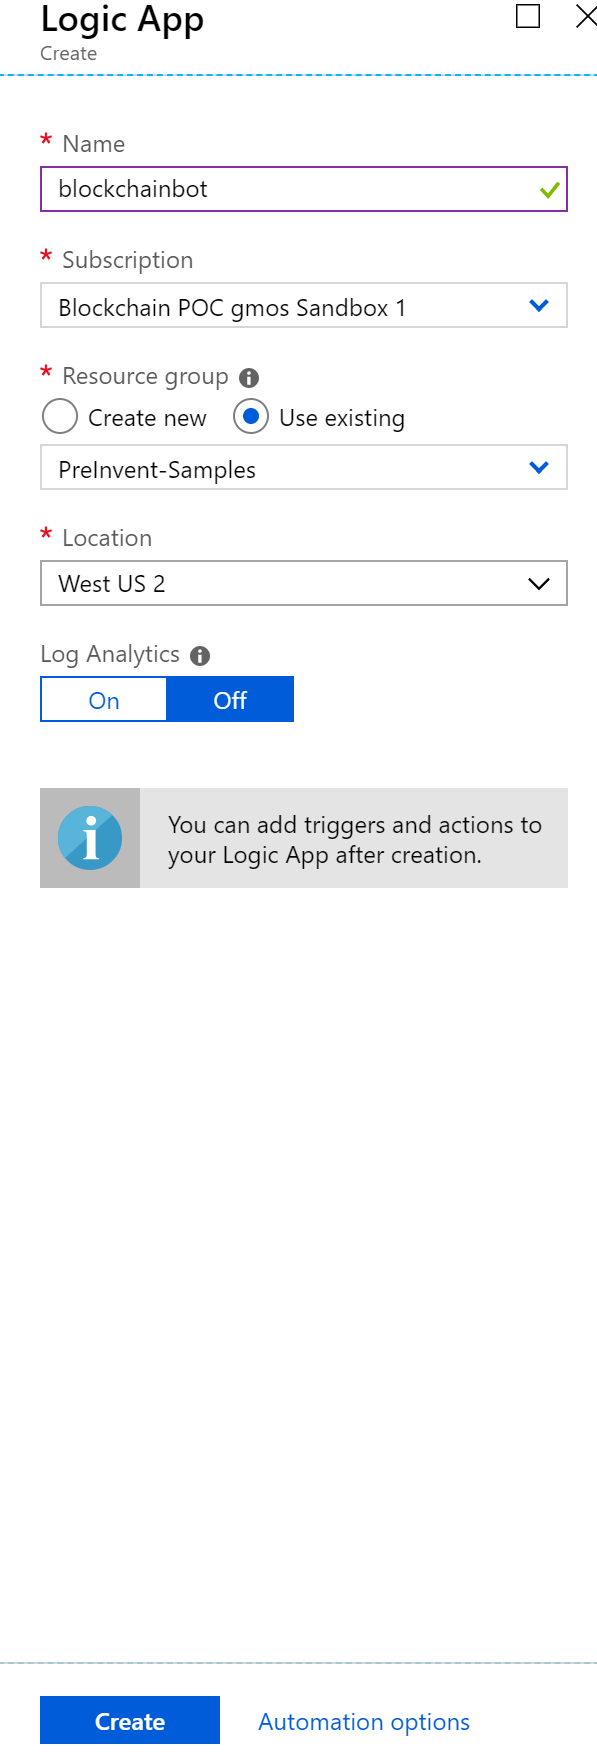 Logic App
Create
* Name
blockchainbot
* Subscription
Blockchain POC gmos Sandbox 1
* Resource group
Create new Use existing
PreInvent-Samples
* Location
West US 2
Log Analytics
On Off
You can add triggers and actions to
your Logic App after creation.
Create Automation options